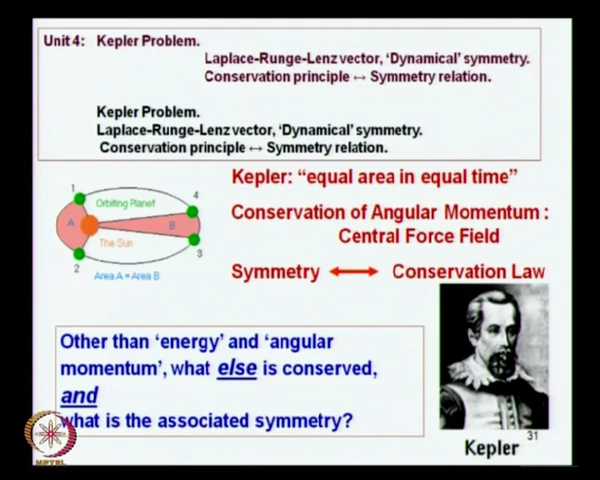 Unit 4: Kepler Problem.
Laplace-Runge-Lenz vector, 'Dynamical' symmetry.
Conservation principle ↔ Symmetry relation.
Kepler Problem.
Laplace-Runge-Lenz vector, 'Dynamical' symmetry.
Conservation principle ↔ Symmetry relation.
1
4
Orbiting Planet
A
B
The Sun
2
3
Area A = Area B
Kepler: "equal area in equal time"
Conservation of Angular Momentum :
Central Force Field
Symmetry ↔ Conservation Law
Other than 'energy' and 'angular
momentum', what else is conserved,
and
what is the associated symmetry?
NPTEL
Kepler
31